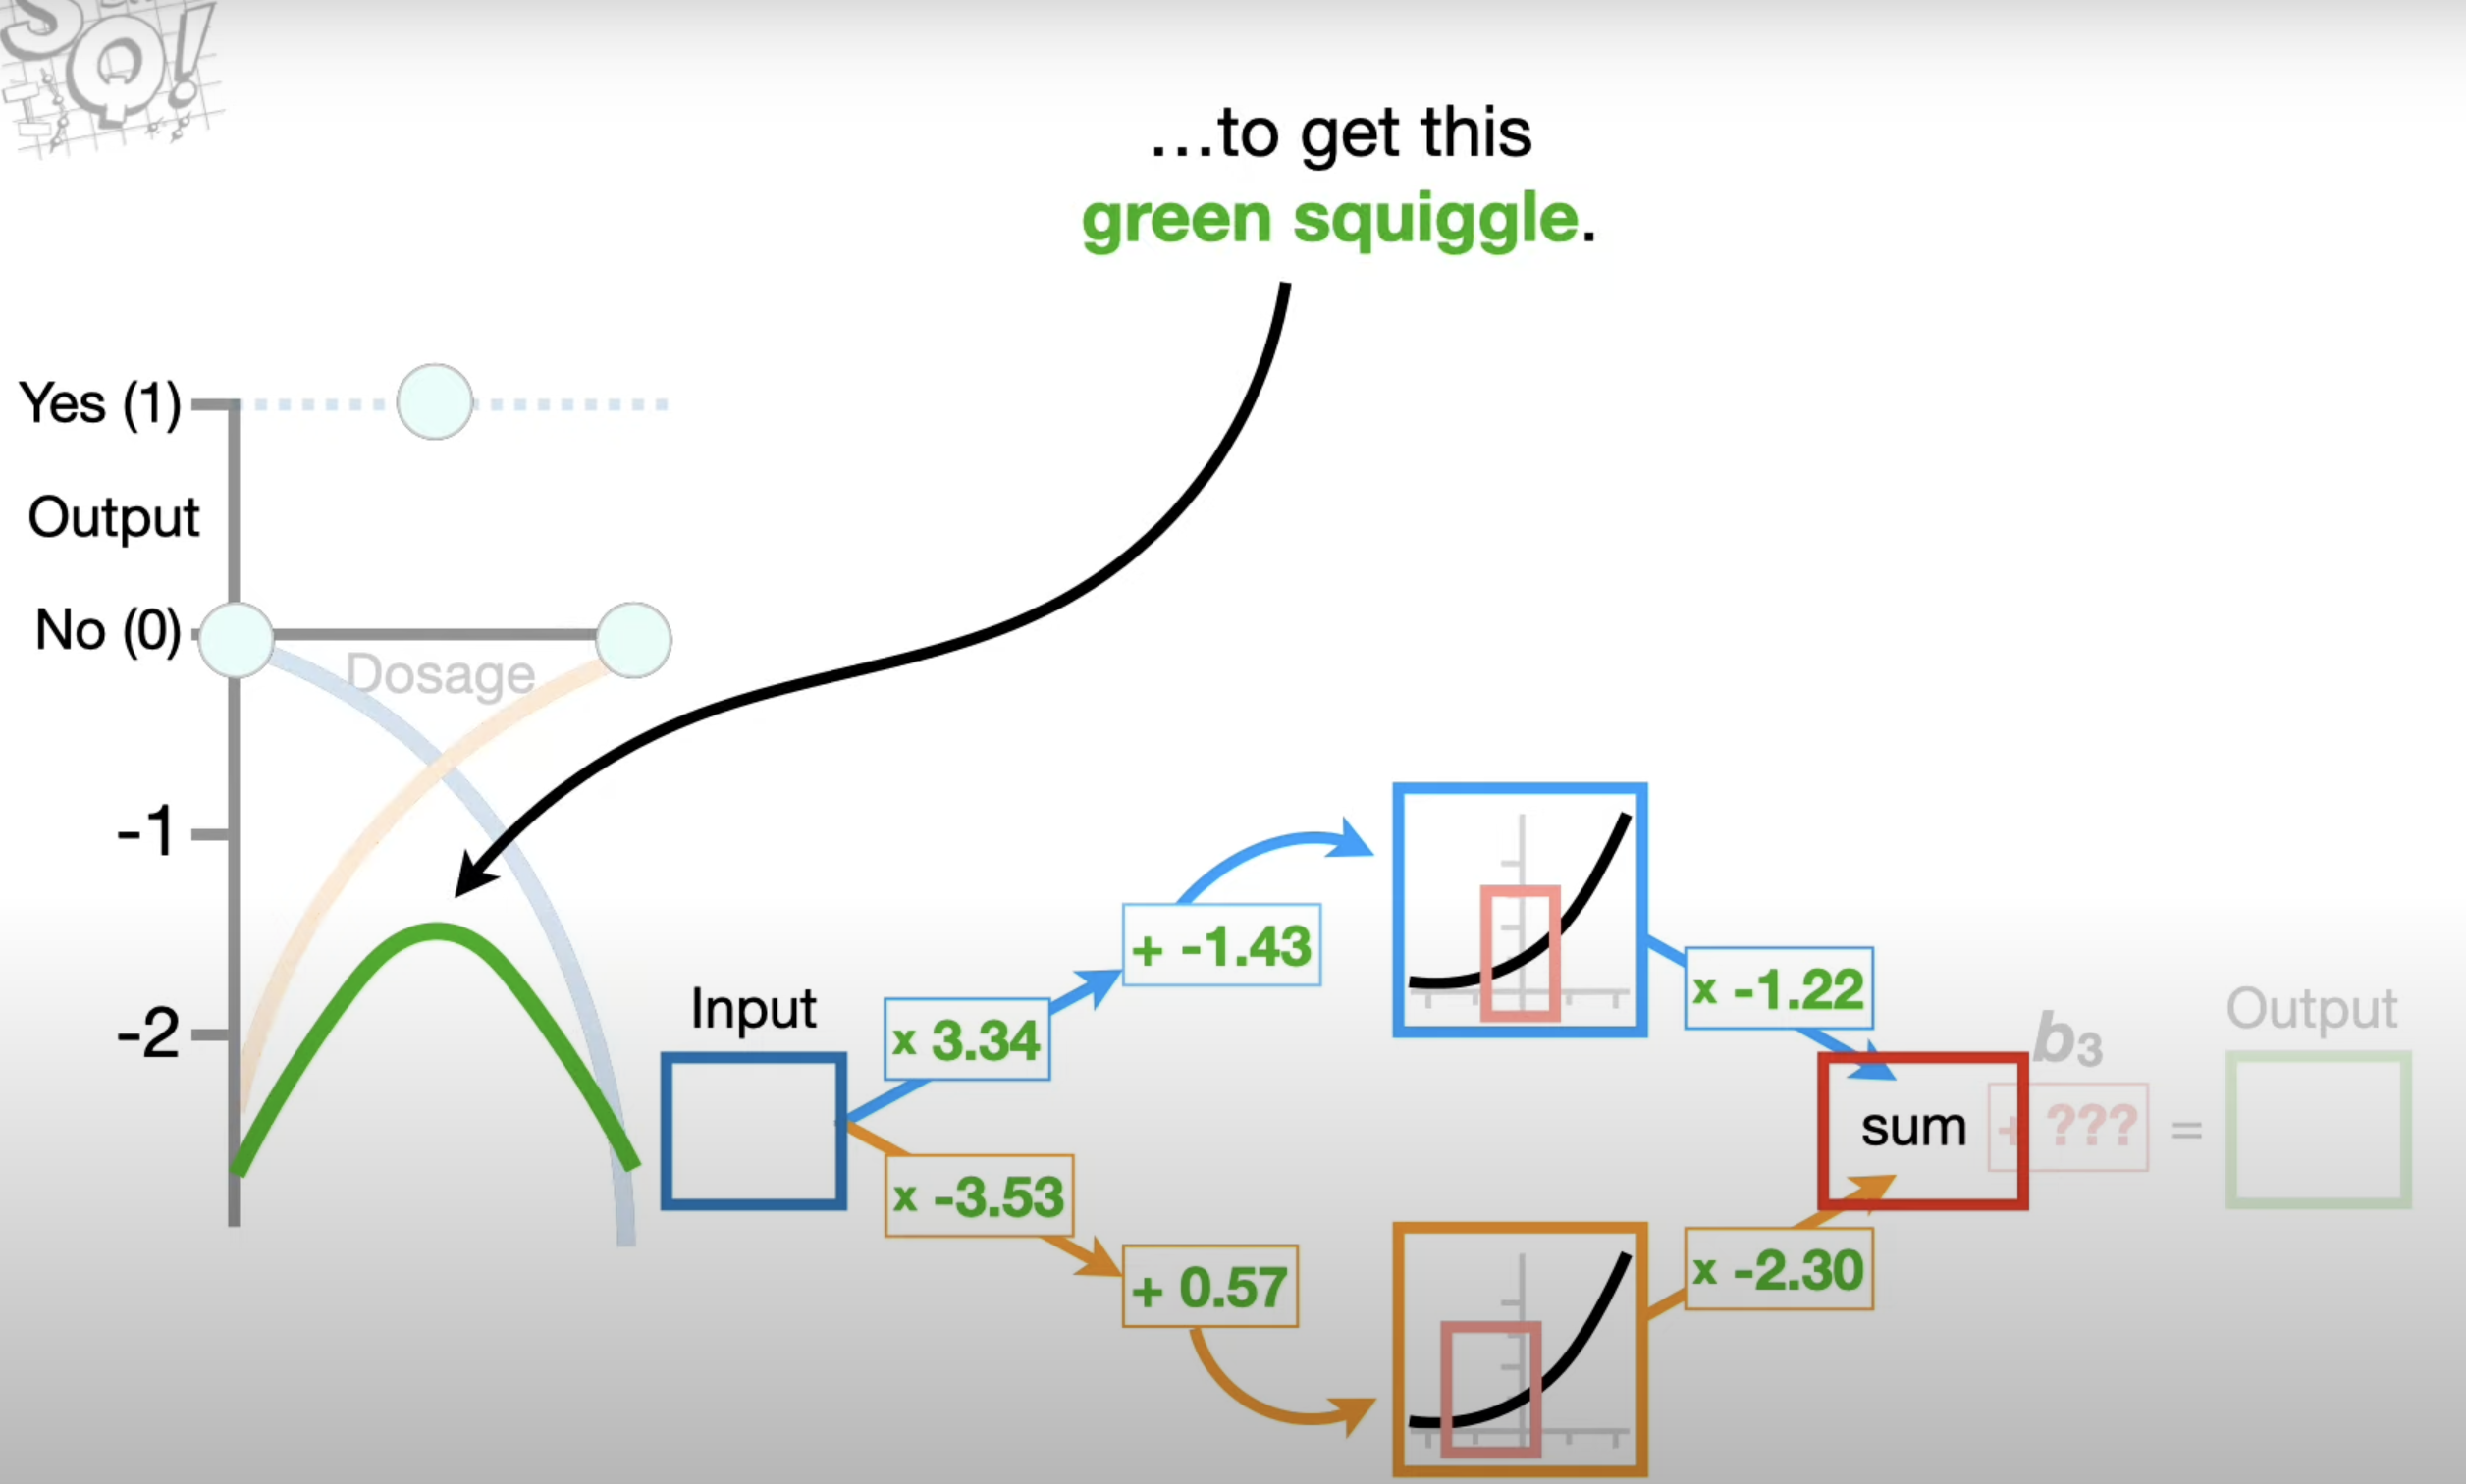 SQ!
…to get this
green squiggle.
Yes (1)
Output
No (0)
Dosage
-1
-2
Input
x 3.34
+ -1.43
x -1.22
x -3.53
+ 0.57
x -2.30
sum
b3
+ ???
=
Output